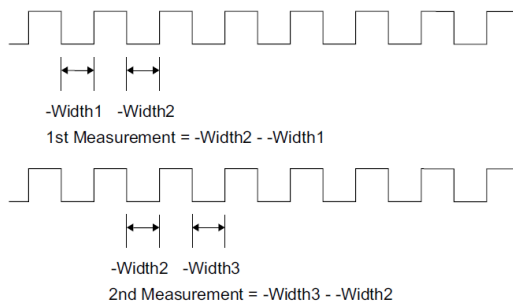 -Width1 -Width2
1st Measurement = -Width2 - -Width1
-Width2 -Width3
2nd Measurement = -Width3 - -Width2